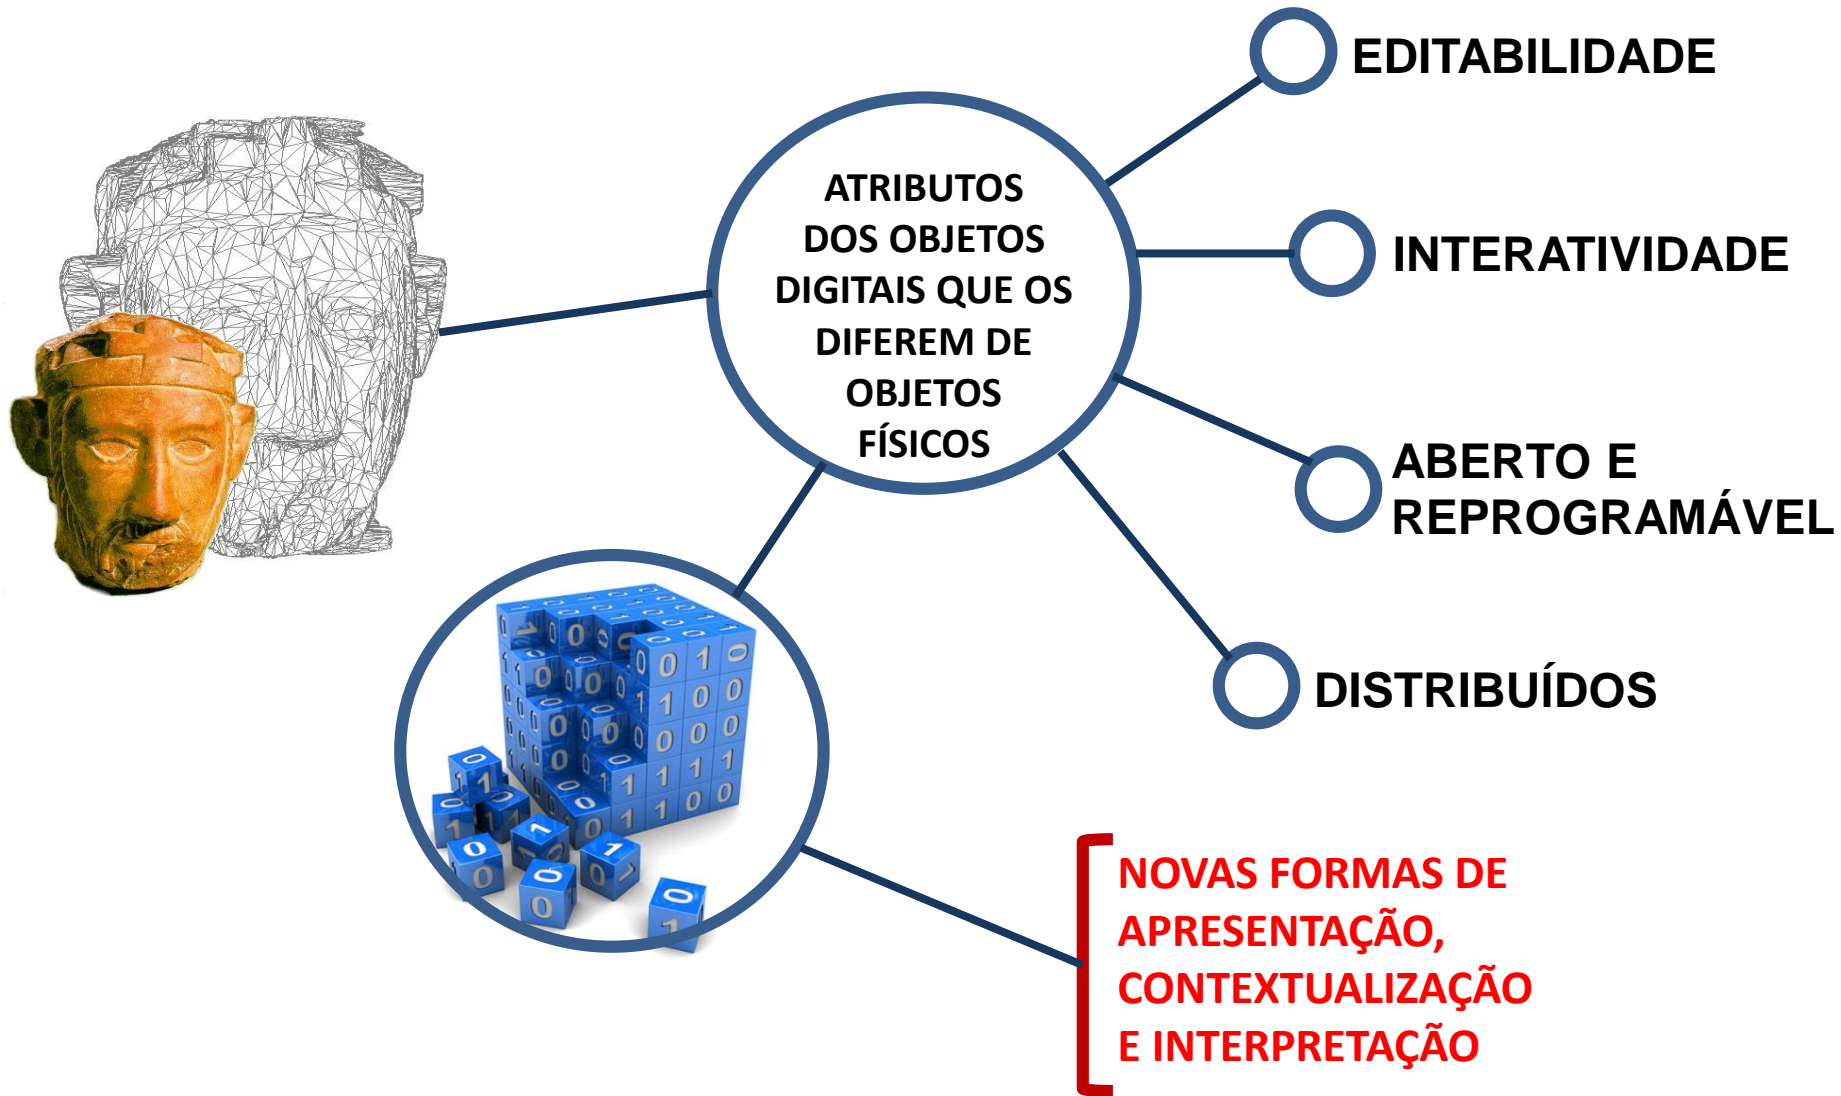 EDITABILIDADE
ATRIBUTOS
DOS OBJETOS
DIGITAIS QUE OS
DIFEREM DE
OBJETOS
FÍSICOS
INTERATIVIDADE
ABERTO E
REPROGRAMÁVEL
DISTRIBUÍDOS
NOVAS FORMAS DE
APRESENTAÇÃO,
CONTEXTUALIZAÇÃO
E INTERPRETAÇÃO